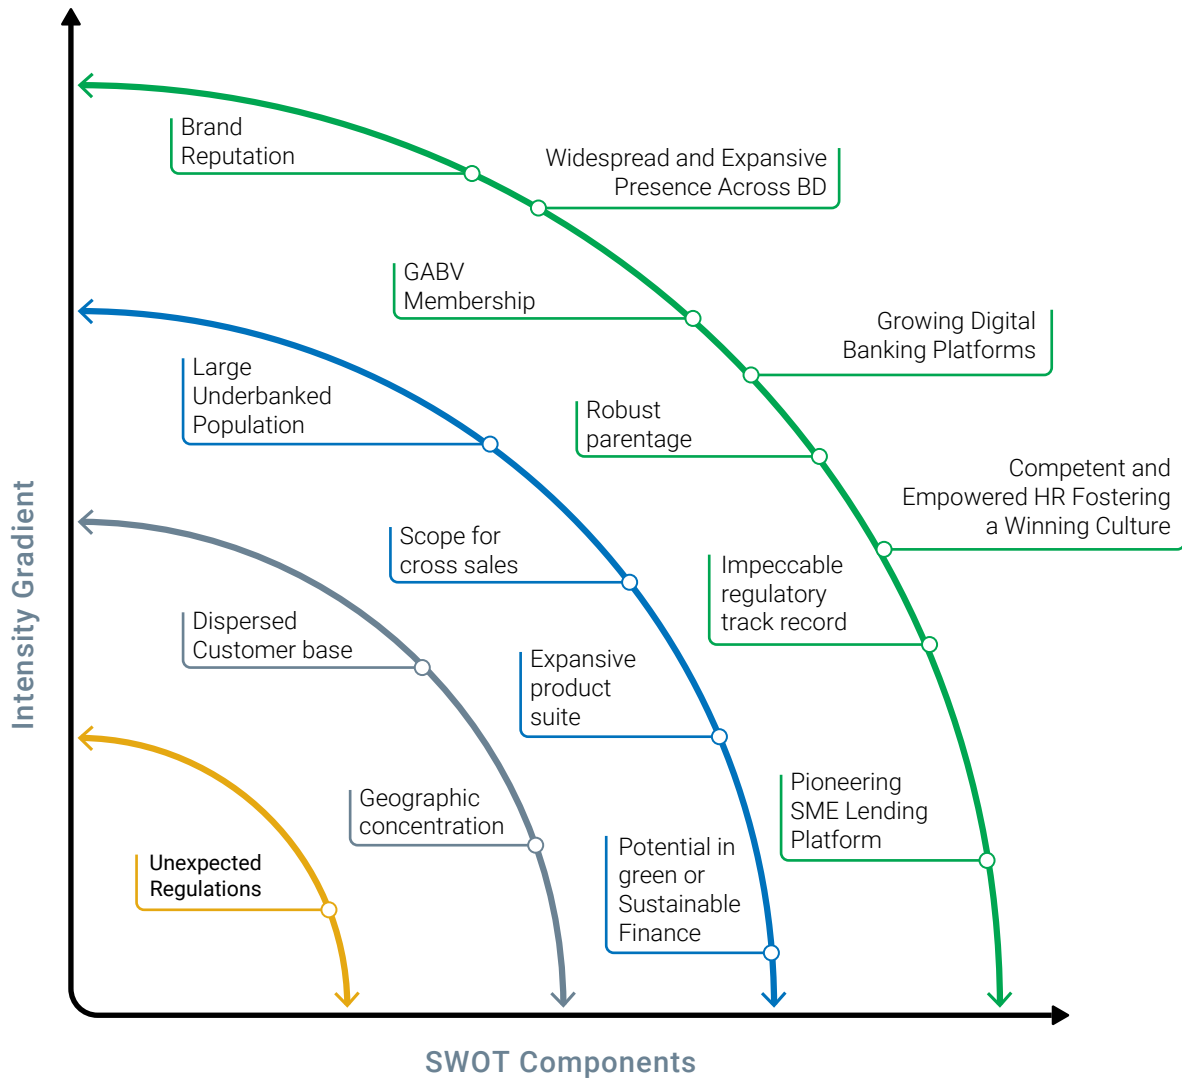 Brand
Reputation
Widespread and Expansive
Presence Across BD
GABV
Membership
Growing Digital
Banking Platforms
Large
Underbanked
Population
Robust
parentage
Competent and
Empowered HR Fostering
a Winning Culture
Scope for
cross sales
Impeccable
regulatory
track record
Dispersed
Customer base
Expansive
product
suite
Pioneering
SME Lending
Platform
Geographic
concentration
Potential in
green or
Sustainable
Finance
Unexpected
Regulations
Intensity Gradient
SWOT Components